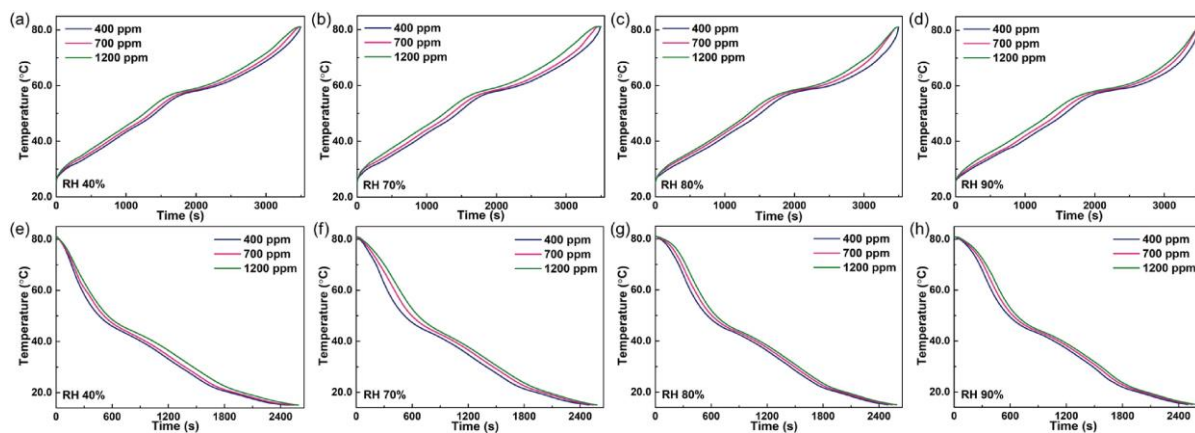 (a)
80.0
60.0
40.0
20.0
Temperature (°C)
400 ppm
700 ppm
1200 ppm
RH 40%
0 1000 2000 3000
Time (s)
(b)
80.0
60.0
40.0
20.0
Temperature (°C)
400 ppm
700 ppm
1200 ppm
RH 70%
0 1000 2000 3000
Time (s)
(c)
80.0
60.0
40.0
20.0
Temperature (°C)
400 ppm
700 ppm
1200 ppm
RH 80%
0 1000 2000 3000
Time (s)
(d)
80.0
60.0
40.0
20.0
Temperature (°C)
400 ppm
700 ppm
1200 ppm
RH 90%
0 1000 2000 3000
Time (s)
(e)
80.0
60.0
40.0
20.0
Temperature (°C)
400 ppm
700 ppm
1200 ppm
RH 40%
0 600 1200 1800 2400
Time (s)
(f)
80.0
60.0
40.0
20.0
Temperature (°C)
400 ppm
700 ppm
1200 ppm
RH 70%
0 600 1200 1800 2400
Time (s)
(g)
80.0
60.0
40.0
20.0
Temperature (°C)
400 ppm
700 ppm
1200 ppm
RH 80%
0 600 1200 1800 2400
Time (s)
(h)
80.0
60.0
40.0
20.0
Temperature (°C)
400 ppm
700 ppm
1200 ppm
RH 90%
0 600 1200 1800 2400
Time (s)